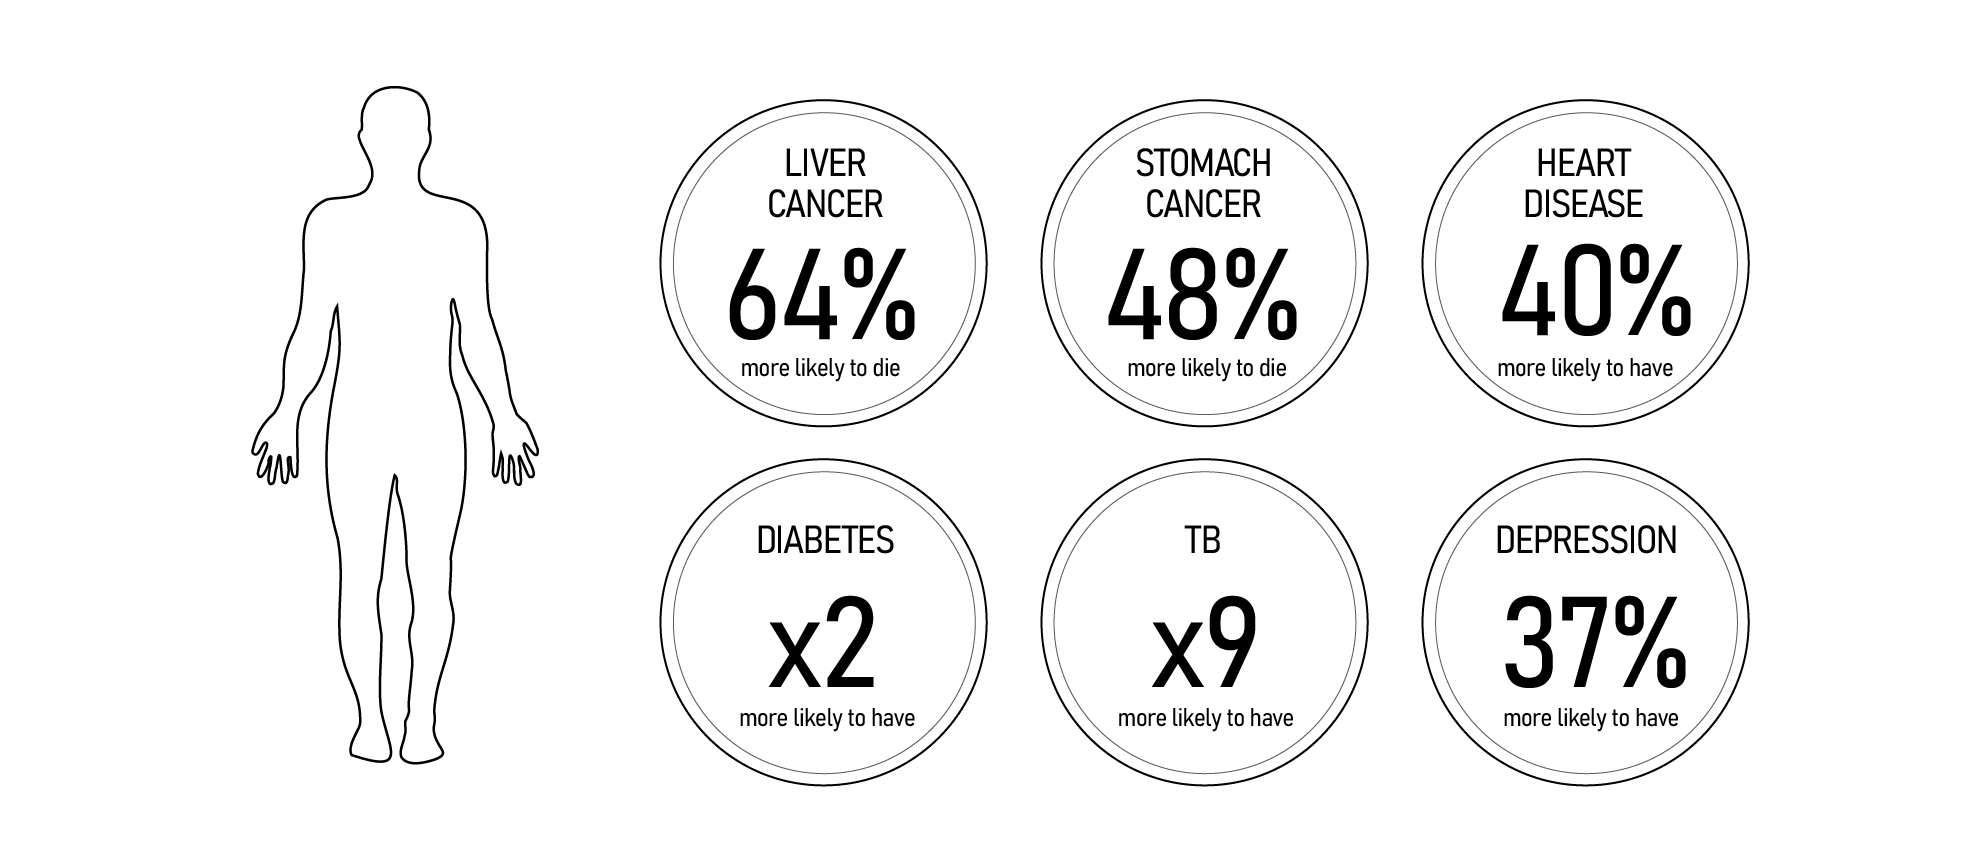 LIVER
CANCER
64%
more likely to die
STOMACH
CANCER
48%
more likely to die
HEART
DISEASE
40%
more likely to have
DIABETES
x2
more likely to have
TB
x9
more likely to have
DEPRESSION
37%
more likely to have